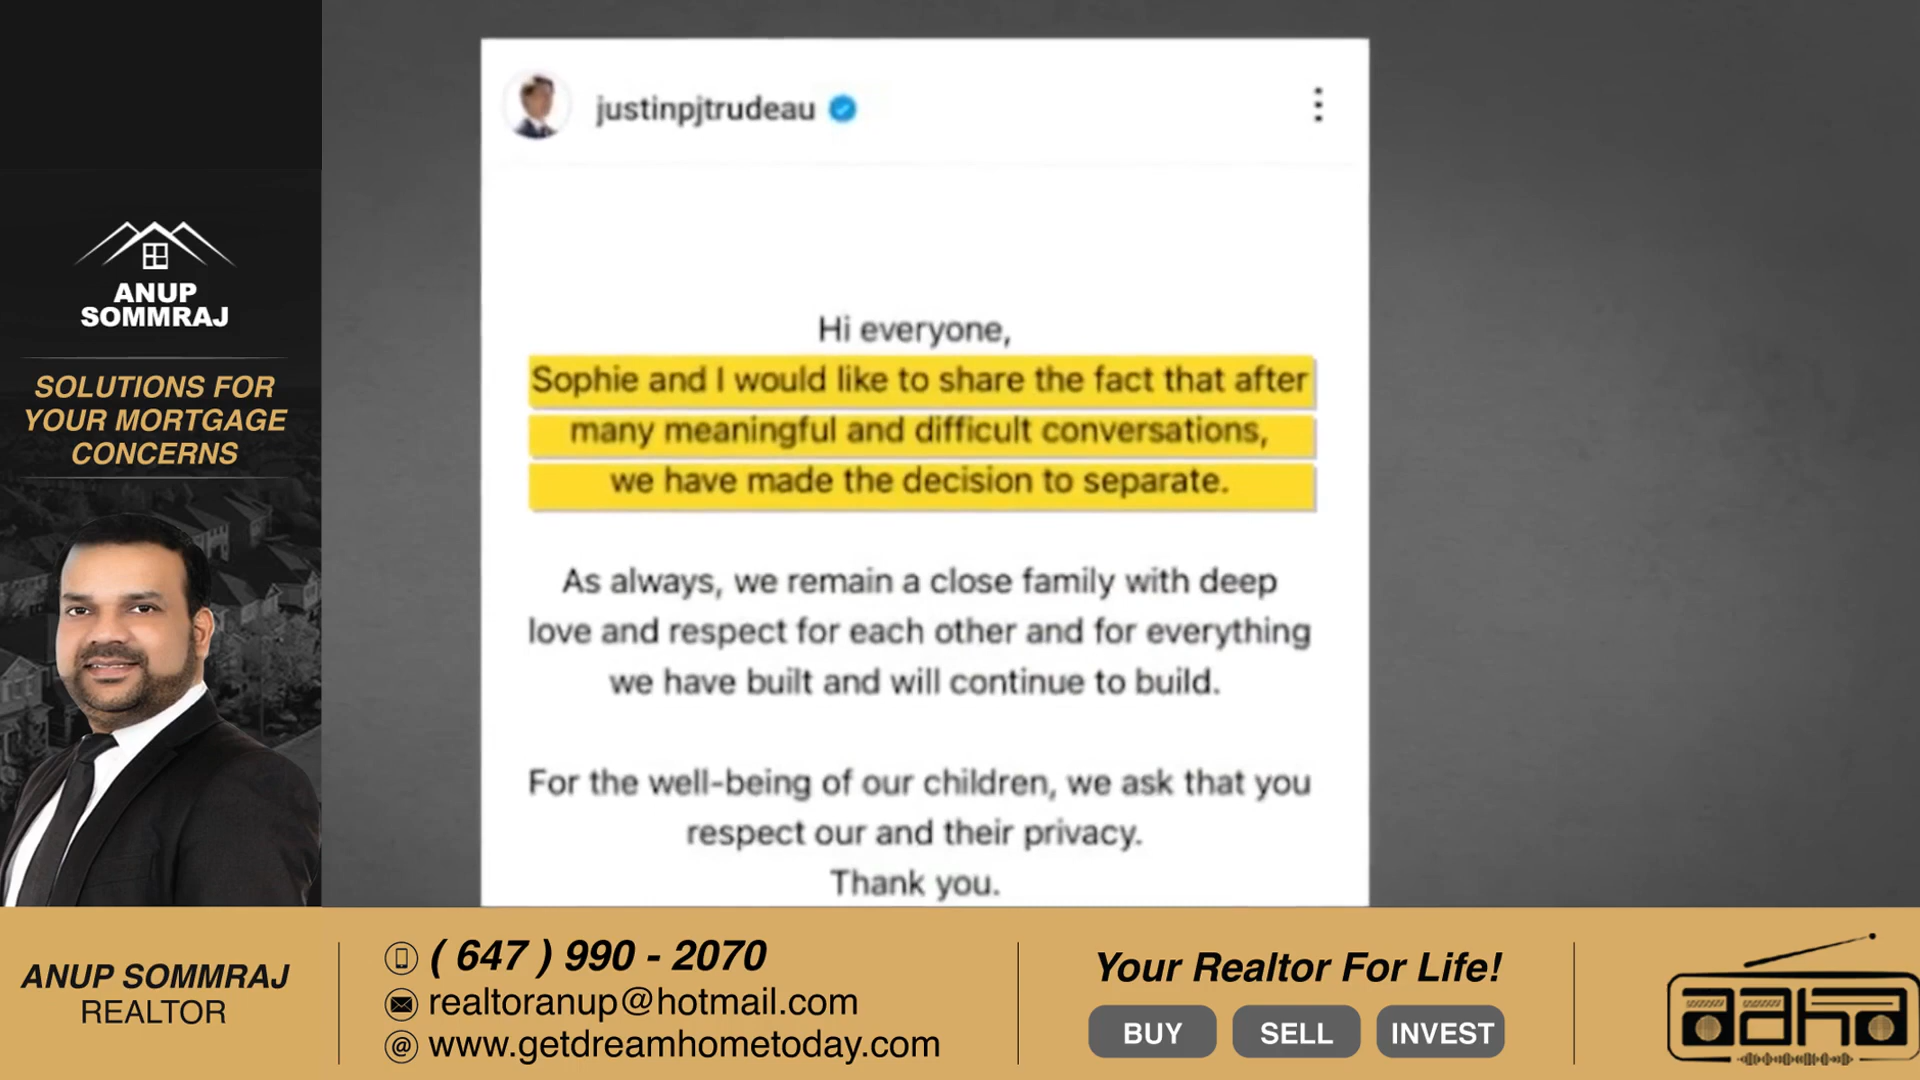 ANUP
SOMMRAJ
SOLUTIONS FOR
YOUR MORTGAGE
CONCERNS
justinpjtrudeau
Hi everyone,
Sophie and I would like to share the fact that after
many meaningful and difficult conversations,
we have made the decision to separate.
As always, we remain a close family with deep
love and respect for each other and for everything
we have built and will continue to build.
For the well-being of our children, we ask that you
respect our and their privacy.
Thank you.
ANUP SOMMRAJ
REALTOR
( 647 ) 990 - 2070
realtoranup@hotmail.com
www.getdreamhometoday.com
Your Realtor For Life!
BUY
SELL
INVEST
aaha